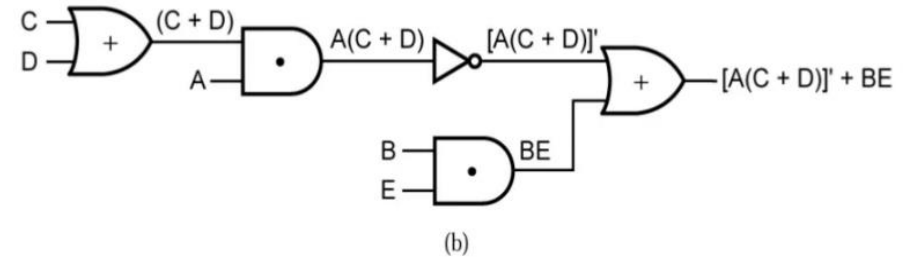 C
(C + D)
+
D
A
•
A(C + D)
[A(C + D)]'
+
[A(C + D)]' + BE
B
E
•
BE
(b)